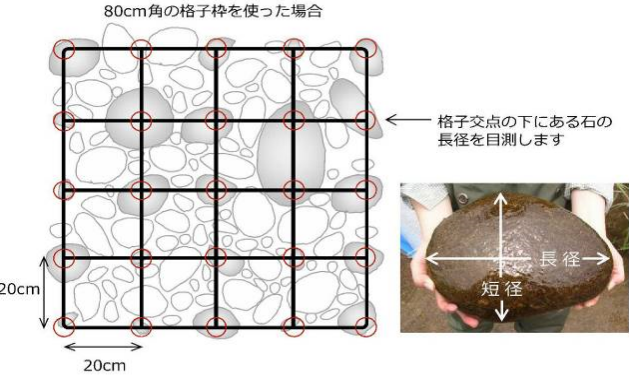 80cm角の格子枠を使った場合
格子交点の下にある石の
長径を目測します
長径
短径
20cm
20cm